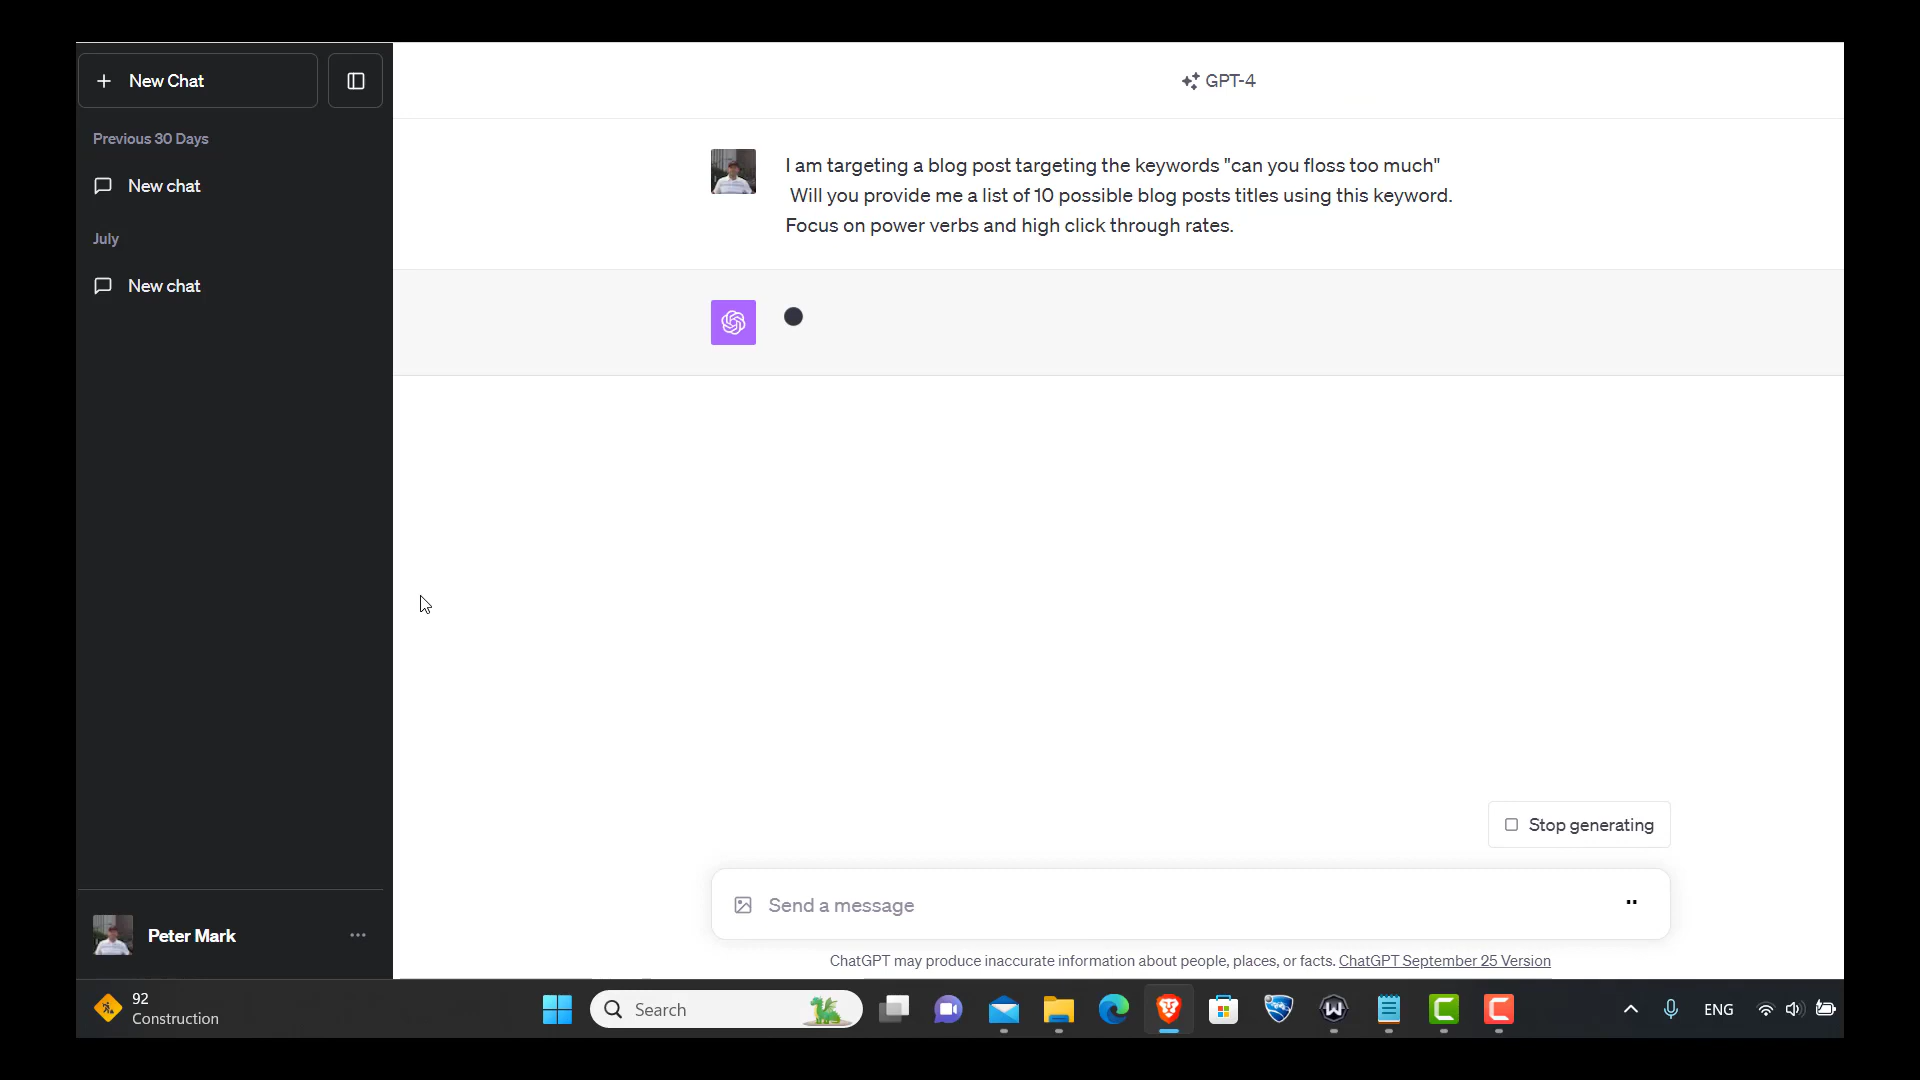 New Chat
Previous 30 Days
New chat
July
New chat
Peter Mark
GPT-4
I am targeting a blog post targeting the keywords "can you floss too much"
Will you provide me a list of 10 possible blog posts titles using this keyword.
Focus on power verbs and high click through rates.
Stop generating
Send a message
ChatGPT may produce inaccurate information about people, places, or facts. ChatGPT September 25 Version
92
Construction
Search
ENG